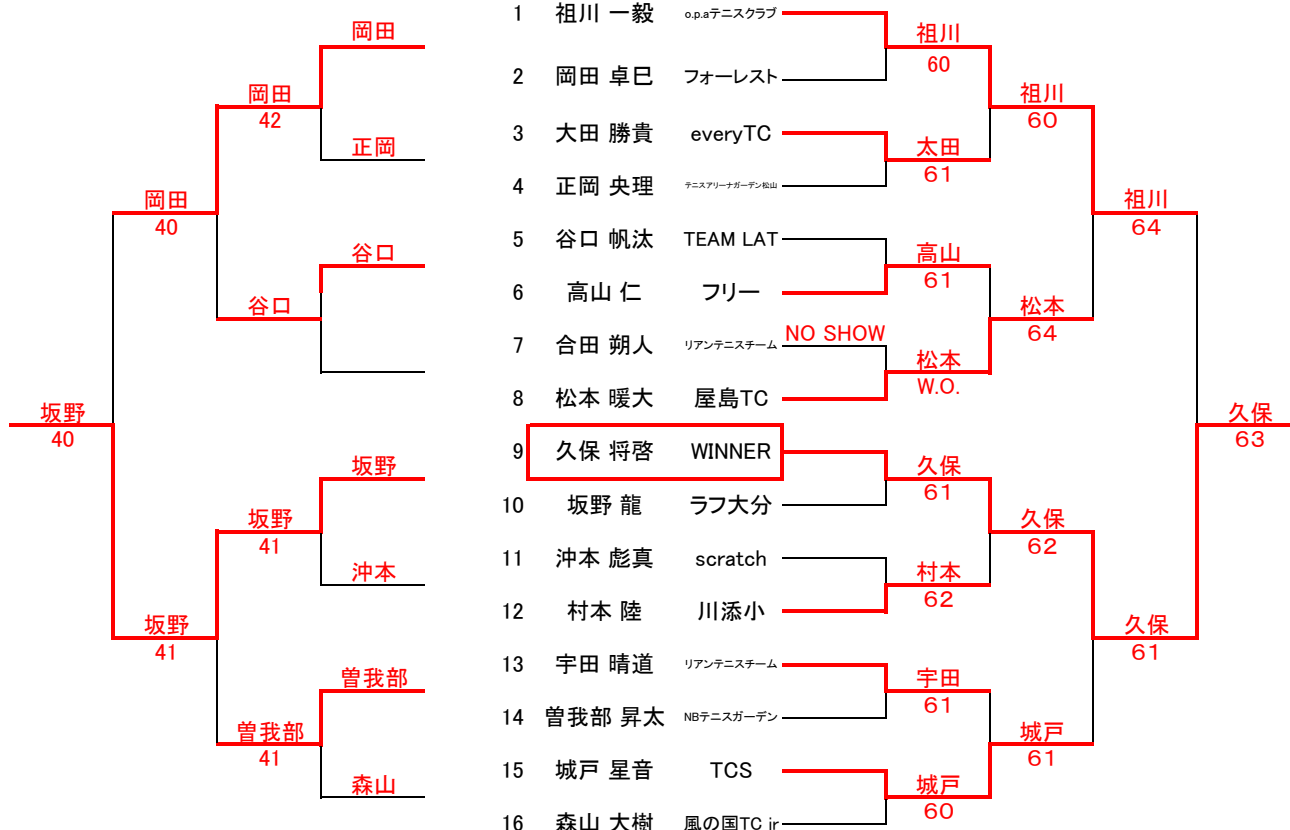 1 祖川 一毅 o.p.aテニスクラブ
岡田
祖川
60
2 岡田 卓巳 フォーレスト
岡田
42
祖川
60
3 大田 勝貴 everyTC
正岡
太田
61
4 正岡 央理 テニスアリーナガーデン松山
岡田
40
祖川
64
5 谷口 帆汰 TEAM LAT
谷口
高山
61
6 高山 仁 フリー
谷口
松本
64
7 合田 朔人 リアンテニスチーム NO SHOW
松本
W.O.
8 松本 暖大 屋島TC
坂野
40
久保
63
9 久保 将啓 WINNER
坂野
久保
61
10 坂野 龍 ラフ大分
坂野
41
久保
62
11 沖本 彪真 scratch
沖本
村本
62
12 村本 陸 川添小
坂野
41
久保
61
13 宇田 晴道 リアンテニスチーム
曽我部
宇田
61
14 曽我部 昇太 NBテニスガーデン
曽我部
41
城戸
61
15 城戸 星音 TCS
森山
城戸
60
16 森山 大樹 風の国TC jr